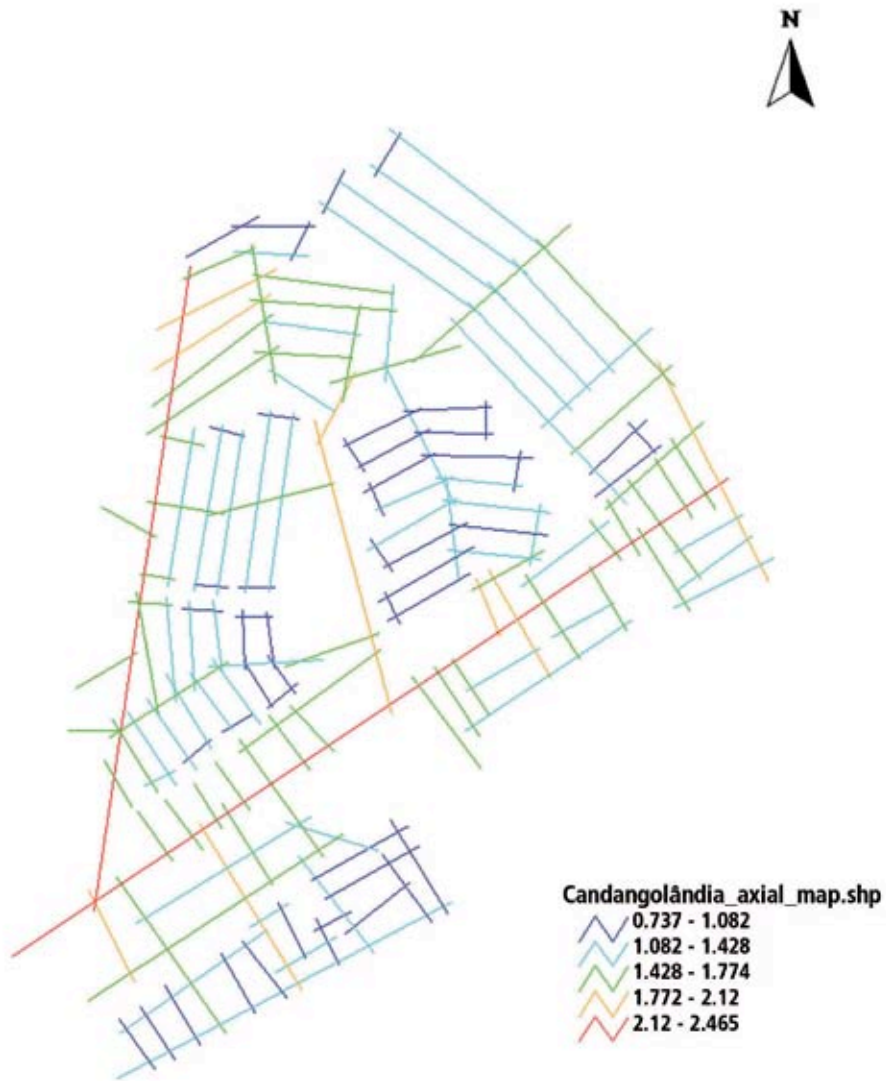 N
Candangolândia_axial_map.shp
0.737 - 1.082
1.082 - 1.428
1.428 - 1.774
1.772 - 2.12
2.12 - 2.465